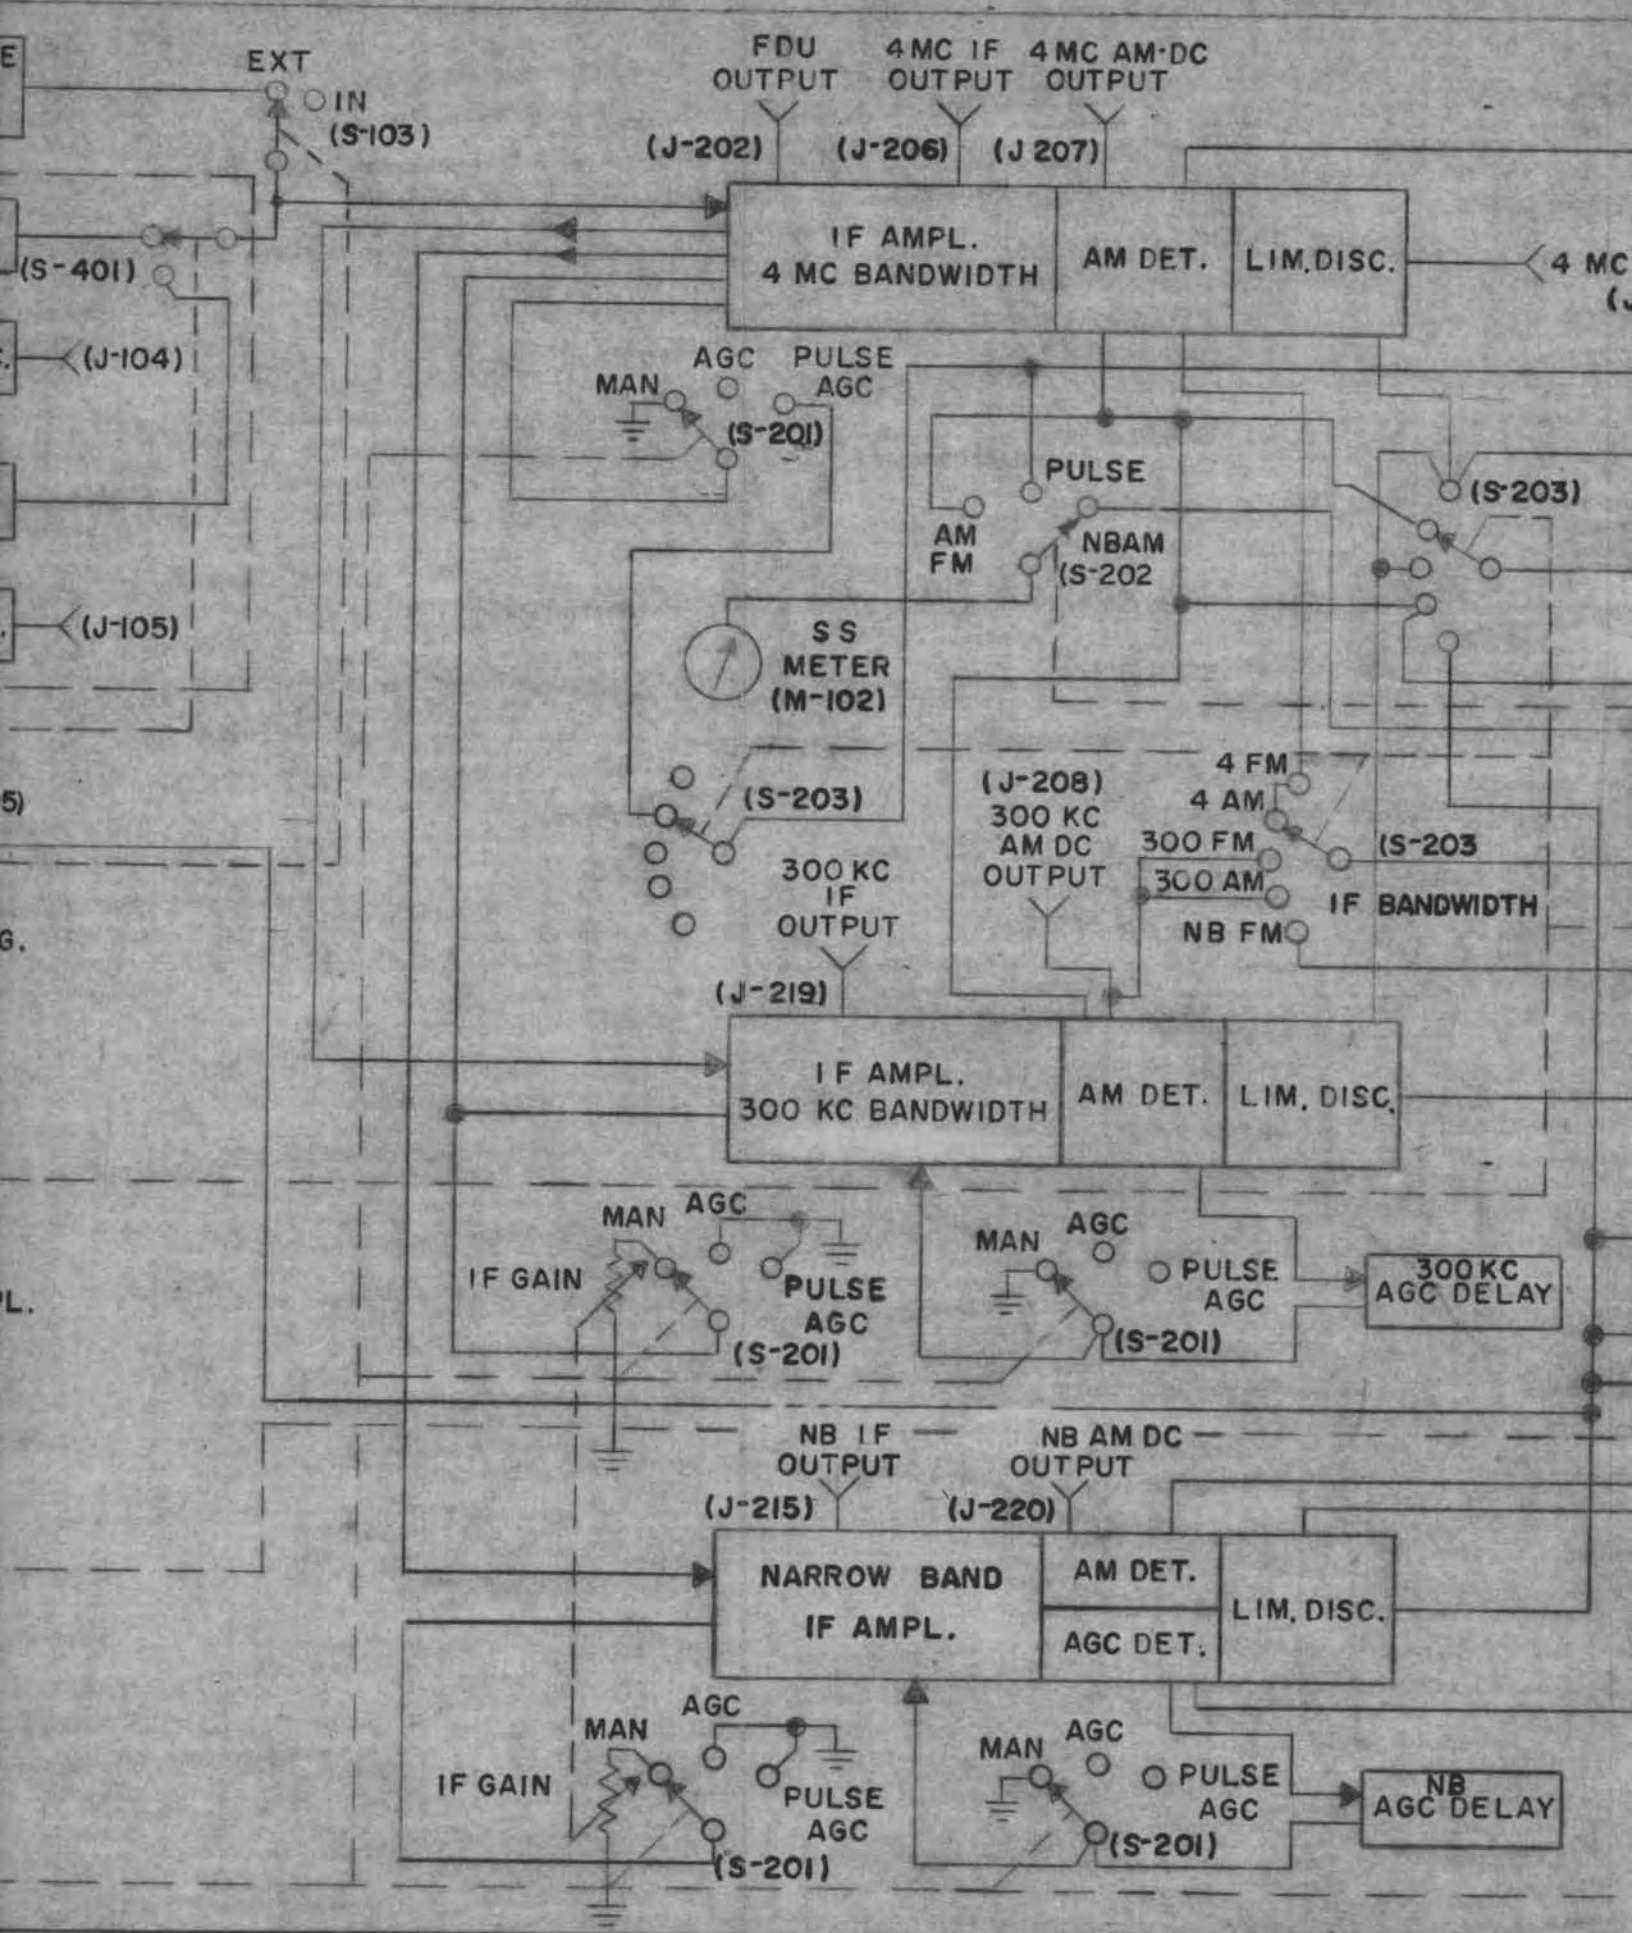 E
EXT
IN
(S-103)
FDU
OUTPUT
4 MC IF
OUTPUT
4 MC AM-DC
OUTPUT
(J-202)
(J-206)
(J 207)
IF AMPL.
4 MC BANDWIDTH
AM DET.
LIM. DISC.
4 MC
(J
(S-401)
C.
(J-104)
AGC
PULSE
AGC
MAN
(S-201)
PULSE
AM
FM
NBAM
(S-202
(S-203)
(J-105)
SS
METER
(M-102)
5)
(S-203)
(J-208)
300 KC
AM DC
OUTPUT
4 FM
4 AM
300 FM
300 AM
NB FM
(S-203
IF BANDWIDTH
300 KC
IF
OUTPUT
(J-219)
G.
IF AMPL.
300 KC BANDWIDTH
AM DET.
LIM. DISC.
MAN
AGC
IF GAIN
PULSE
AGC
(S-201)
MAN
AGC
PULSE
AGC
(S-201)
300 KC
AGC DELAY
L.
NB IF
OUTPUT
NB AM DC
OUTPUT
(J-215)
(J-220)
NARROW BAND
IF AMPL.
AM DET.
AGC DET.
LIM. DISC.
MAN
AGC
IF GAIN
PULSE
AGC
(S-201)
MAN
AGC
PULSE
AGC
(S-201)
NB
AGC DELAY